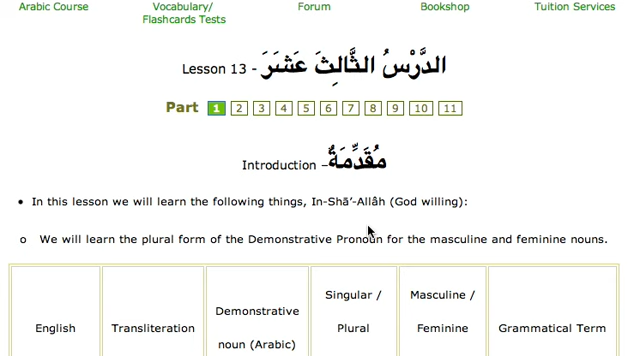 Arabic Course Vocabulary/ Forum Bookshop Tuition Services
Flashcards Tests
Lesson 13 - الدَّرْسُ الثَّالِثَ عَشَرَ
Part 1 2 3 4 5 6 7 8 9 10 11
Introduction – مُقَدِّمَةٌ
• In this lesson we will learn the following things, In-Shā’-Allâh (God willing):
o We will learn the plural form of the Demonstrative Pronoun for the masculine and feminine nouns.
English
Transliteration
Demonstrative
noun (Arabic)
Singular /
Plural
Masculine /
Feminine
Grammatical Term